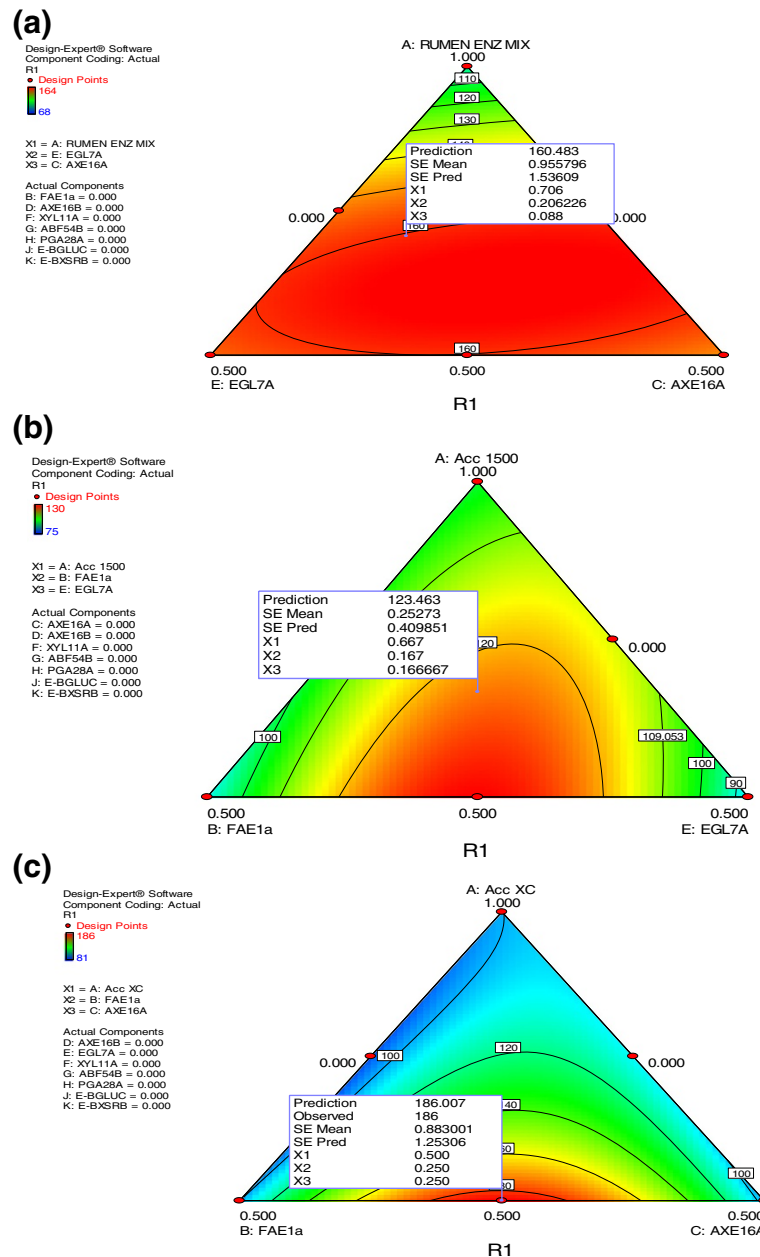 (a)
Design-Expert® Software
Component Coding: Actual
R1
Design Points
164
68
X1 = A: RUMEN ENZ MIX
X2 = E: EGL7A
X3 = C: AXE16A
Actual Components
B: FAE1a = 0.000
D: AXE16B = 0.000
F: XYL11A = 0.000
G: ABF54B = 0.000
H: PGA28A = 0.000
J: E-BGLUC = 0.000
K: E-BXSRB = 0.000
A: RUMEN ENZ MIX
1.000
110
120
130
Prediction 160.483
SE Mean 0.955796
SE Pred 1.53609
X1 0.706
X2 0.206226
X3 0.088
0.000
0.000
160
160
0.500
0.500
0.500
E: EGL7A
C: AXE16A
R1
(b)
Design-Expert® Software
Component Coding: Actual
R1
Design Points
130
75
X1 = A: Acc 1500
X2 = B: FAE1a
X3 = E: EGL7A
Actual Components
C: AXE16A = 0.000
D: AXE16B = 0.000
F: XYL11A = 0.000
G: ABF54B = 0.000
H: PGA28A = 0.000
J: E-BGLUC = 0.000
K: E-BXSRB = 0.000
A: Acc 1500
1.000
Prediction 123.463
SE Mean 0.25273
SE Pred 0.409851
X1 0.667
X2 0.167
X3 0.166667
120
0.000
100
109.053
100
90
0.500
0.500
0.500
B: FAE1a
E: EGL7A
R1
(c)
Design-Expert® Software
Component Coding: Actual
R1
Design Points
186
81
X1 = A: Acc XC
X2 = B: FAE1a
X3 = C: AXE16A
Actual Components
D: AXE16B = 0.000
E: EGL7A = 0.000
F: XYL11A = 0.000
G: ABF54B = 0.000
H: PGA28A = 0.000
J: E-BGLUC = 0.000
K: E-BXSRB = 0.000
A: Acc XC
1.000
0.000
100
120
0.000
Prediction 186.007
Observed 186
SE Mean 0.883001
SE Pred 1.25306
X1 0.500
X2 0.250
X3 0.250
40
100
0.500
0.500
0.500
B: FAE1a
C: AXE16A
R1